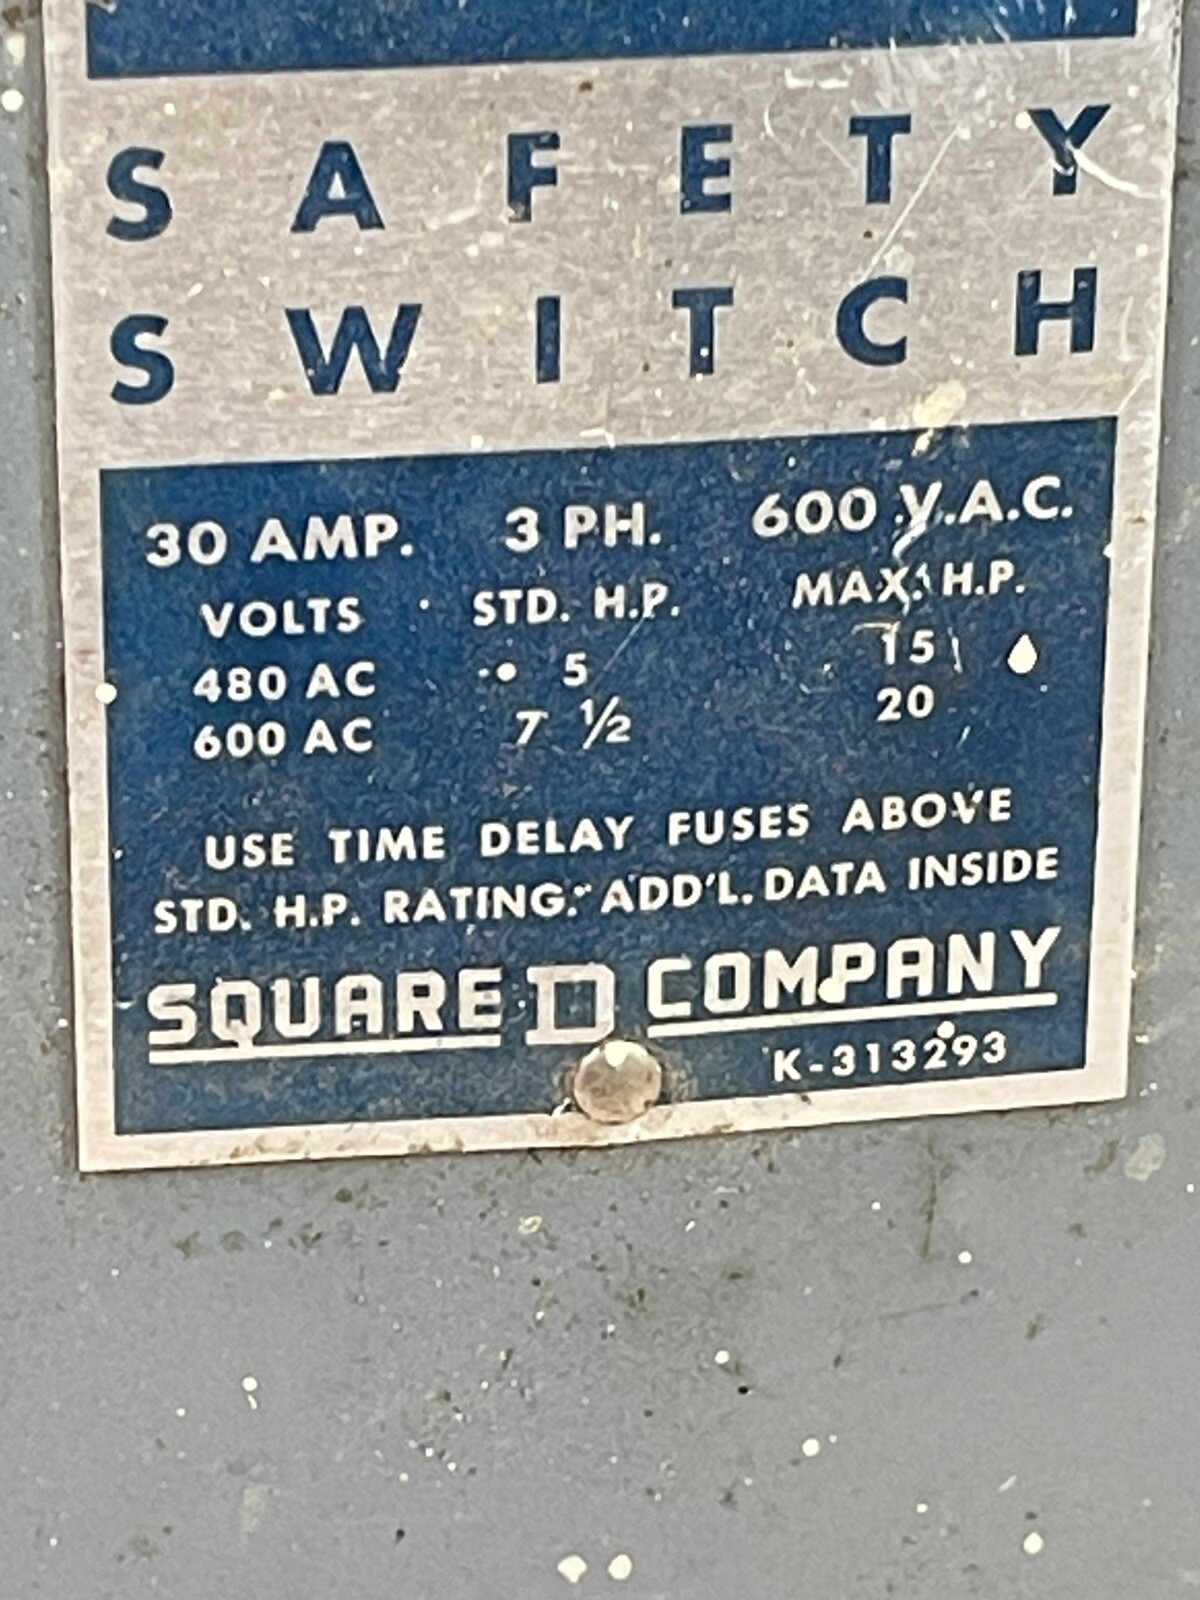 SAFETY
SWITCH
30 AMP. 3 PH. 600 V.A.C.
VOLTS STD. H.P. MAX. H.P.
480 AC 5 15
600 AC 7 ½ 20
USE TIME DELAY FUSES ABOVE
STD. H.P. RATING. ADD'L. DATA INSIDE
SQUARE D COMPANY
K-313293